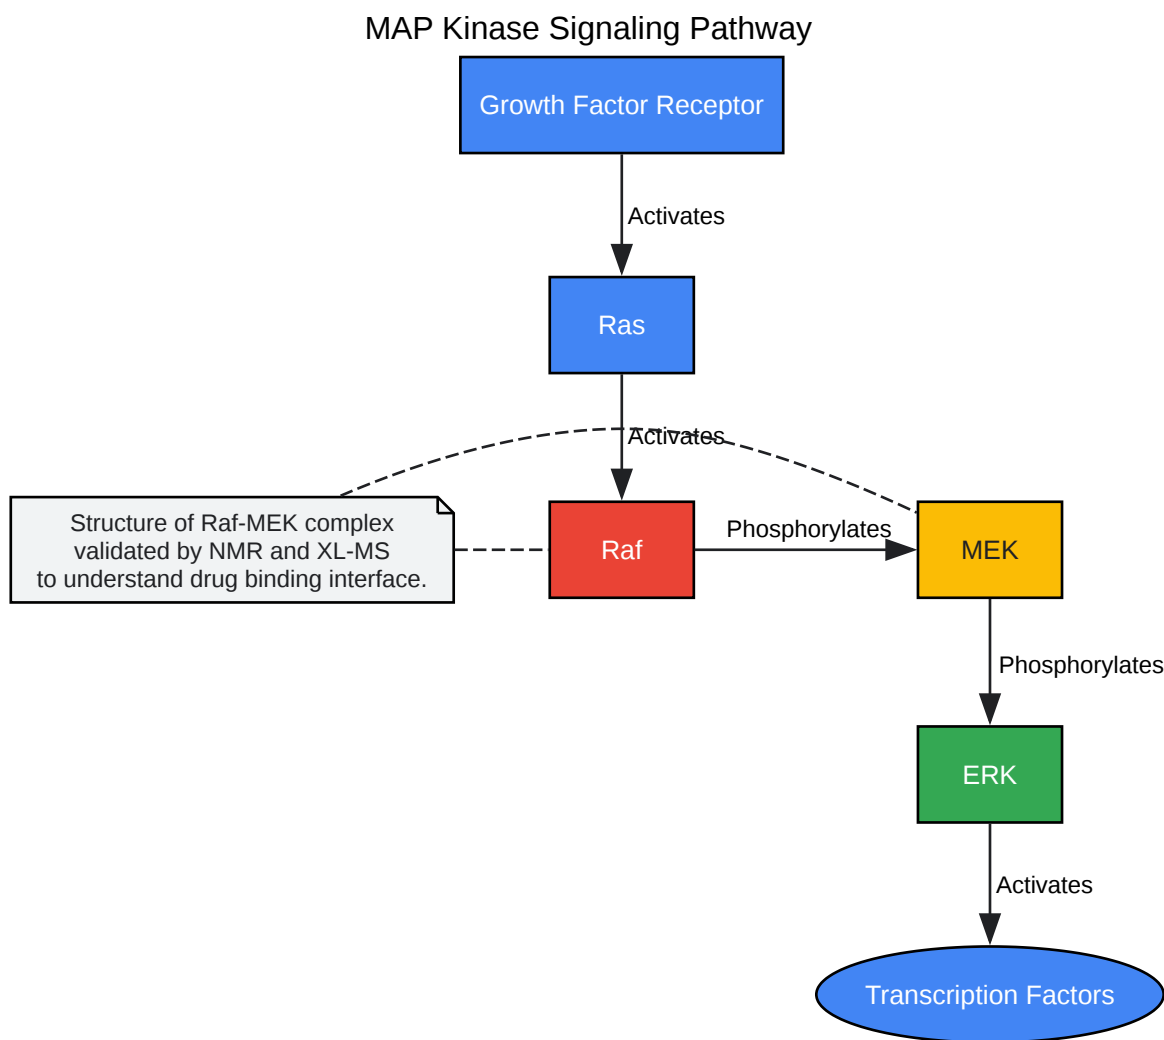 MAP Kinase Signaling Pathway
Growth Factor Receptor
Activates
Ras
Activates
Structure of Raf-MEK complex
validated by NMR and XL-MS
to understand drug binding interface.
Raf
Phosphorylates
MEK
Phosphorylates
ERK
Activates
Transcription Factors